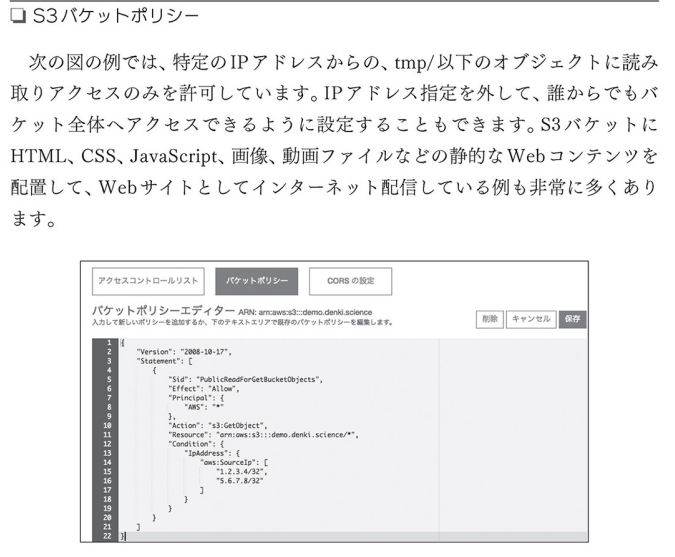 ❏ S3バケットポリシー
次の図の例では、特定のIPアドレスからの、tmp/以下のオブジェクトに読み
取りアクセスのみを許可しています。IPアドレス指定を外して、誰からでもバ
ケット全体へアクセスできるように設定することもできます。S3バケットに
HTML、CSS、JavaScript、画像、動画ファイルなどの静的なWebコンテンツを
配置して、Webサイトとしてインターネット配信している例も非常に多くあり
ます。
アクセスコントロールリスト バケットポリシー CORS の設定
バケットポリシーエディター ARN: arn:aws:s3:::demo.denki.science
入力して新しいポリシーを追加するか、下のテキストエリアで既存のバケットポリシーを編集します。
削除 キャンセル 保存
1 {
2 "Version": "2008-10-17",
3 "Statement": [
4 {
5 "Sid": "PublicReadForGetBucketObjects",
6 "Effect": "Allow",
7 "Principal": {
8 "AWS": "*"
9 },
10 "Action": "s3:GetObject",
11 "Resource": "arn:aws:s3:::demo.denki.science/*",
12 "Condition": {
13 "IpAddress": {
14 "aws:SourceIp": [
15 "1.2.3.4/32",
16 "5.6.7.8/32"
17 ]
18 }
19 }
20 }
21 ]
22 }